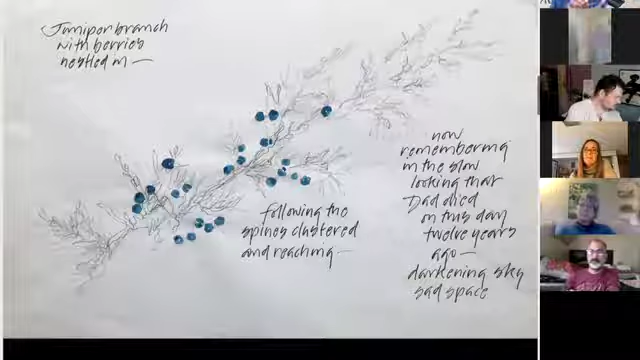 Juniper branch
with berries
nestled in —
following the
spines clustered
and reaching —
now
remembering
in the slow
looking that
Dad died
on this day
twelve years
ago —
darkening sky
sad space